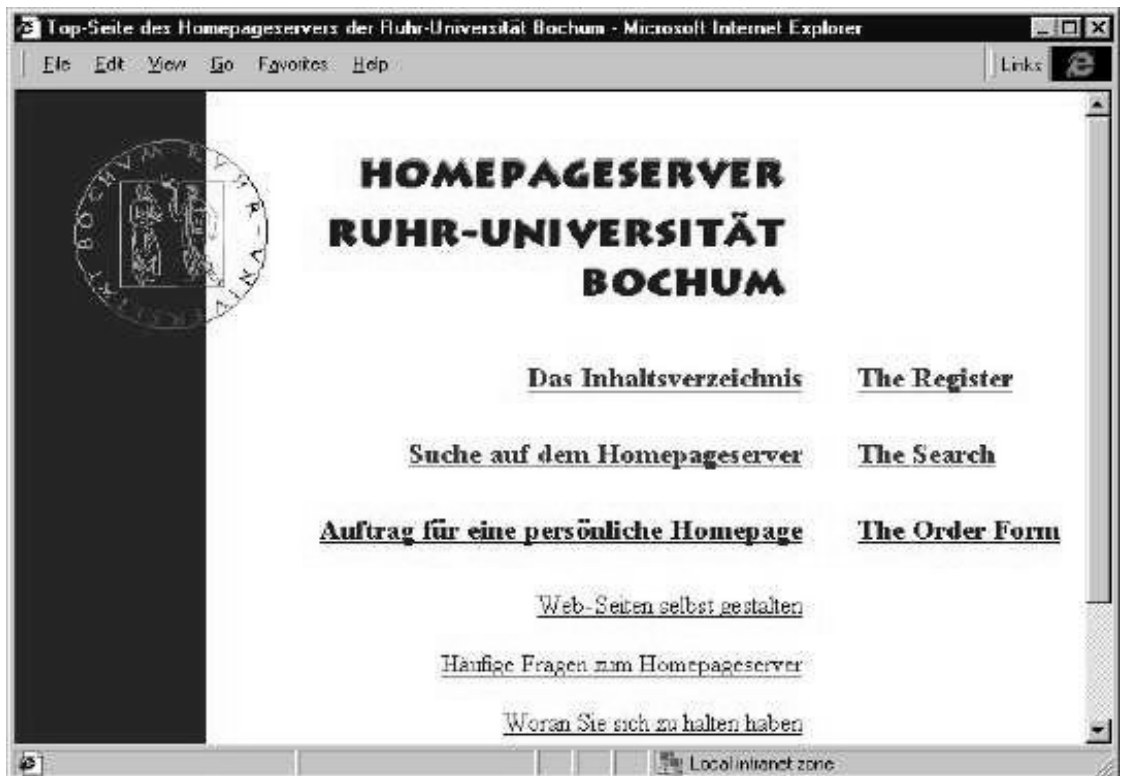 Top-Seite des Homepageservers der Ruhr-Universität Bochum - Microsoft Internet Explorer
File Edit View Go Favorites Help Links
HOMEPAGESERVER
RUHR-UNIVERSITÄT
BOCHUM
Das Inhaltsverzeichnis The Register
Suche auf dem Homepageserver The Search
Auftrag für eine persönliche Homepage The Order Form
Web-Seiten selbst gestalten
Häufige Fragen zum Homepageserver
Woran Sie sich zu halten haben
Local intranet zone